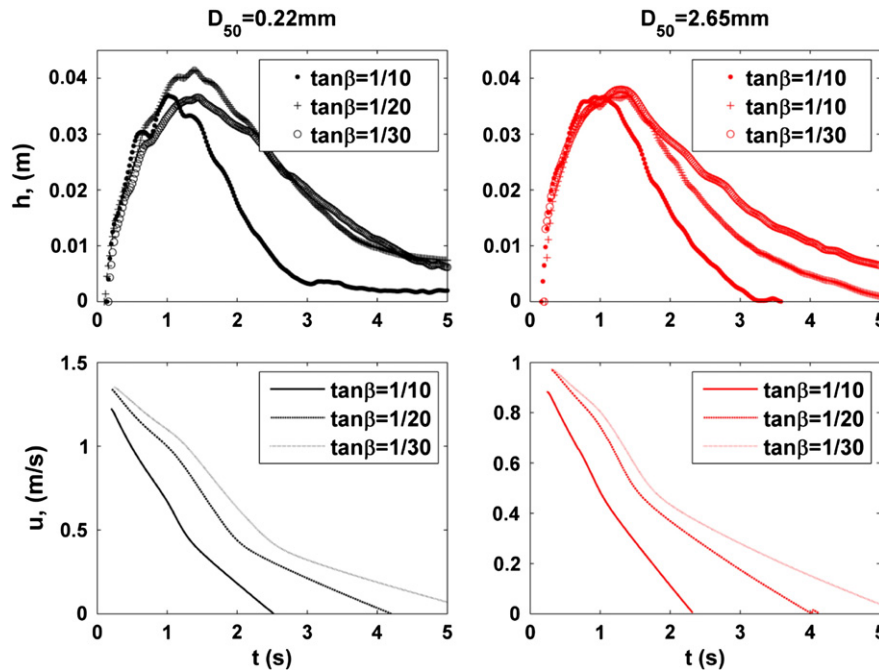 D50=0.22mm
D50=2.65mm
h, (m)
0.04
0.03
0.02
0.01
0
0 1 2 3 4 5
tanβ=1/10
tanβ=1/20
tanβ=1/30
0.04
0.03
0.02
0.01
0
0 1 2 3 4 5
tanβ=1/10
tanβ=1/10
tanβ=1/30
u, (m/s)
1.5
1
0.5
0
0 1 2 3 4 5
t (s)
tanβ=1/10
tanβ=1/20
tanβ=1/30
1
0.8
0.6
0.4
0.2
0
0 1 2 3 4 5
t (s)
tanβ=1/10
tanβ=1/20
tanβ=1/30